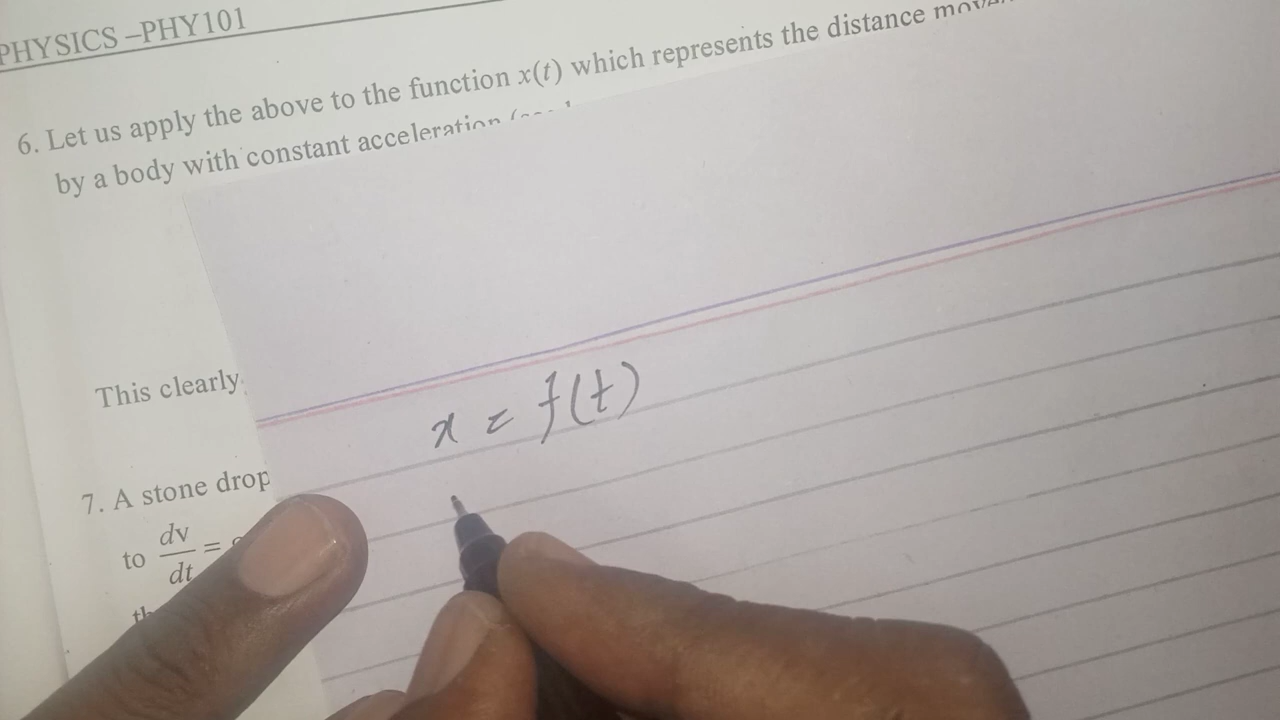 PHYSICS –PHY101
6. Let us apply the above to the function x(t) which represents the distance
by a body with constant acceleration
This clearly
x = f(t)
7. A stone drop
to dv/dt =